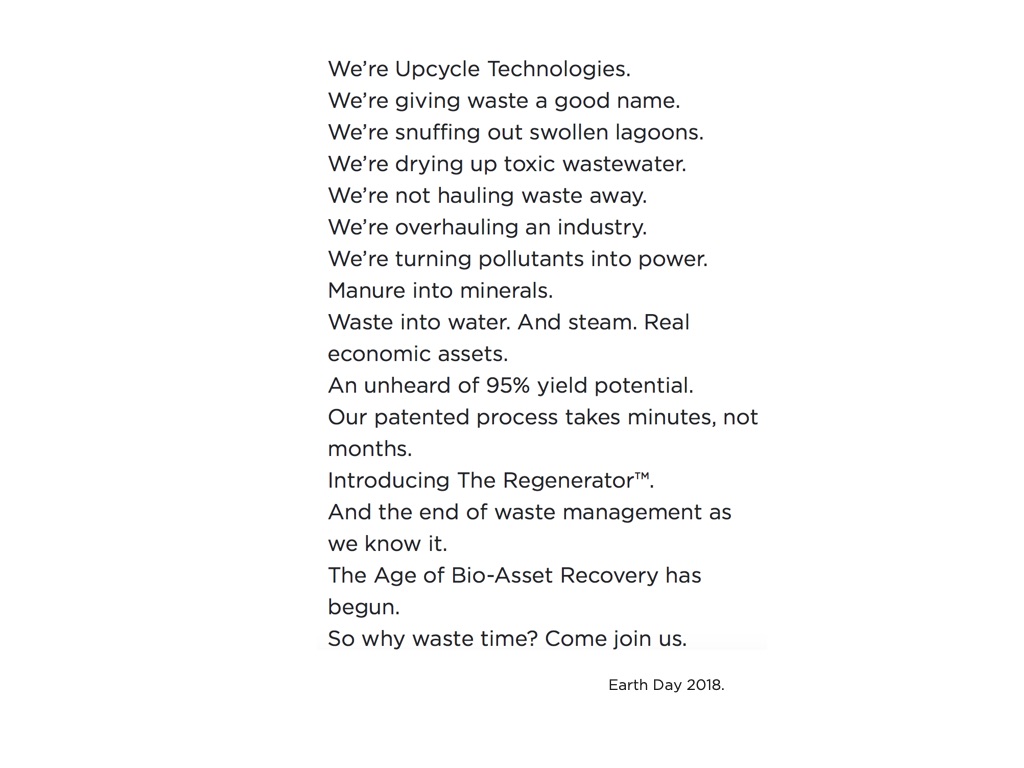 We’re Upcycle Technologies.
We’re giving waste a good name.
We’re snuffing out swollen lagoons.
We’re drying up toxic wastewater.
We’re not hauling waste away.
We’re overhauling an industry.
We’re turning pollutants into power.
Manure into minerals.
Waste into water. And steam. Real
economic assets.
An unheard of 95% yield potential.
Our patented process takes minutes, not
months.
Introducing The Regenerator™.
And the end of waste management as
we know it.
The Age of Bio-Asset Recovery has
begun.
So why waste time? Come join us.
Earth Day 2018.